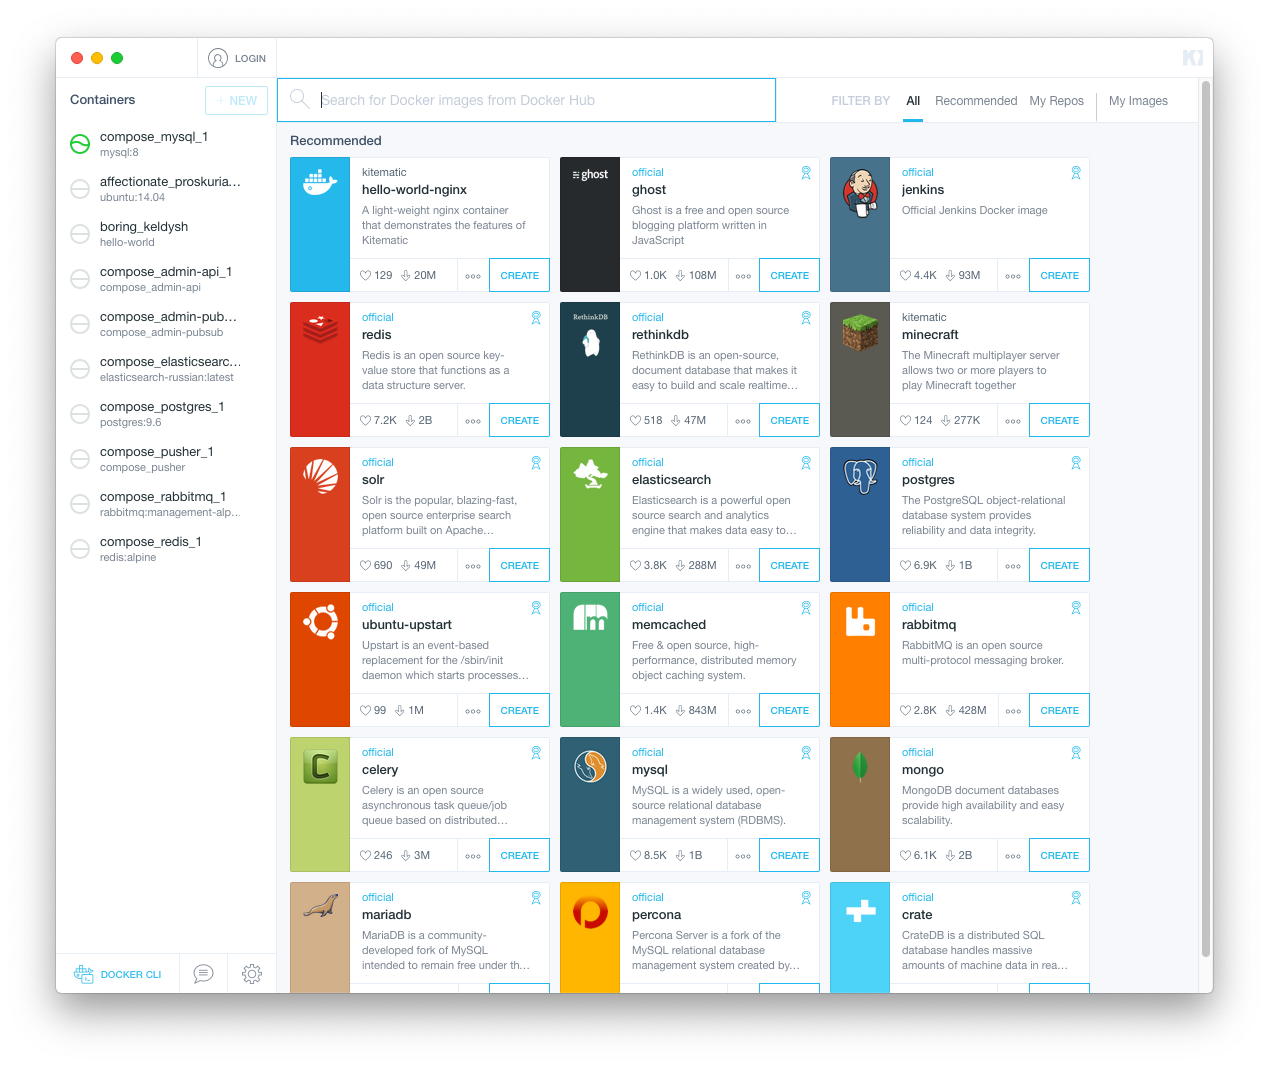 LOGIN
Containers
+ NEW
compose_mysql_1
mysql:8
affectionate_proskuria...
ubuntu:14.04
boring_keldysh
hello-world
compose_admin-api_1
compose_admin-api
compose_admin-pub...
compose_admin-pubsub
compose_elasticsearc...
elasticsearch-russian:latest
compose_postgres_1
postgres:9.6
compose_pusher_1
compose_pusher
compose_rabbitmq_1
rabbitmq:management-alp...
compose_redis_1
redis:alpine
DOCKER CLI
Search for Docker images from Docker Hub
FILTER BY All Recommended My Repos My Images
Recommended
kitematic
hello-world-nginx
A light-weight nginx container
that demonstrates the features of
Kitematic
129 20M CREATE
ghost
official
ghost
Ghost is a free and open source
blogging platform written in
JavaScript
1.0K 108M CREATE
official
jenkins
Official Jenkins Docker image
4.4K 93M CREATE
official
redis
Redis is an open source key-
value store that functions as a
data structure server.
7.2K 2B CREATE
RethinkDB
official
rethinkdb
RethinkDB is an open-source,
document database that makes it
easy to build and scale realtime...
518 47M CREATE
kitematic
minecraft
The Minecraft multiplayer server
allows two or more players to
play Minecraft together
124 277K CREATE
official
solr
Solr is the popular, blazing-fast,
open source enterprise search
platform built on Apache...
690 49M CREATE
official
elasticsearch
Elasticsearch is a powerful open
source search and analytics
engine that makes data easy to...
3.8K 288M CREATE
official
postgres
The PostgreSQL object-relational
database system provides
reliability and data integrity.
6.9K 1B CREATE
official
ubuntu-upstart
Upstart is an event-based
replacement for the /sbin/init
daemon which starts processes...
99 1M CREATE
official
memcached
Free & open source, high-
performance, distributed memory
object caching system.
1.4K 843M CREATE
official
rabbitmq
RabbitMQ is an open source
multi-protocol messaging broker.
2.8K 428M CREATE
C
official
celery
Celery is an open source
asynchronous task queue/job
queue based on distributed...
246 3M CREATE
official
mysql
MySQL is a widely used, open-
source relational database
management system (RDBMS).
8.5K 1B CREATE
official
mongo
MongoDB document databases
provide high availability and easy
scalability.
6.1K 2B CREATE
official
mariadb
MariaDB is a community-
developed fork of MySQL
intended to remain free under th...
official
percona
Percona Server is a fork of the
MySQL relational database
management system created by...
official
crate
CrateDB is a distributed SQL
database handles massive
amounts of machine data in rea...